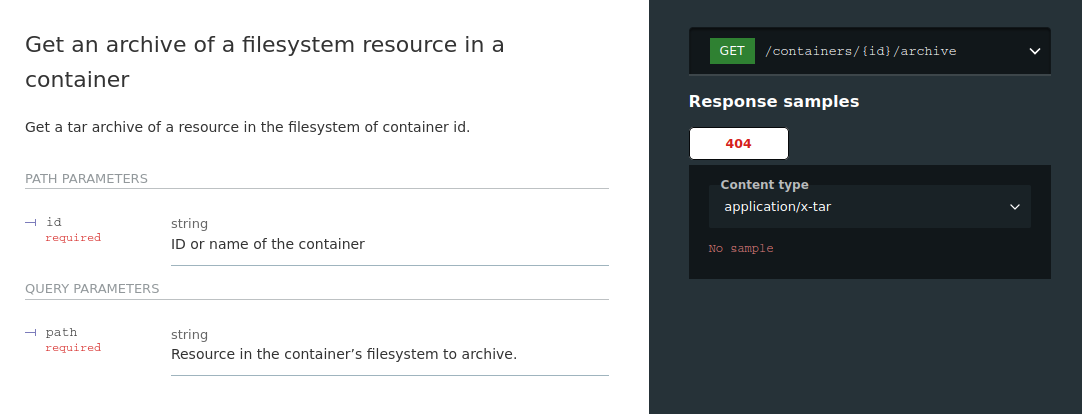 Get an archive of a filesystem resource in a
container
Get a tar archive of a resource in the filesystem of container id.
PATH PARAMETERS
id
required
string
ID or name of the container
QUERY PARAMETERS
path
required
string
Resource in the container’s filesystem to archive.
GET /containers/{id}/archive
Response samples
404
Content type
application/x-tar
No sample